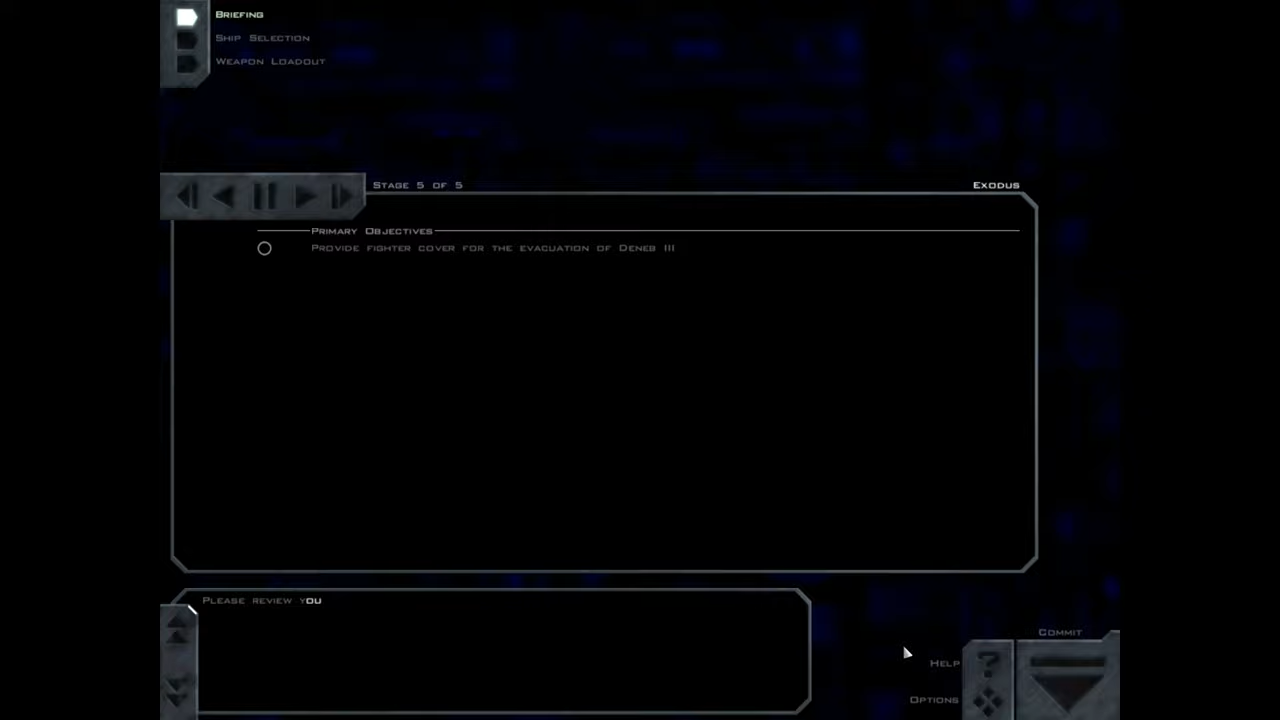 Briefing
Ship Selection
Weapon Loadout
Stage 5 of 5
Exodus
Primary Objectives
Provide fighter cover for the evacuation of Deneb III
Please review you
Commit
Help
?
Options